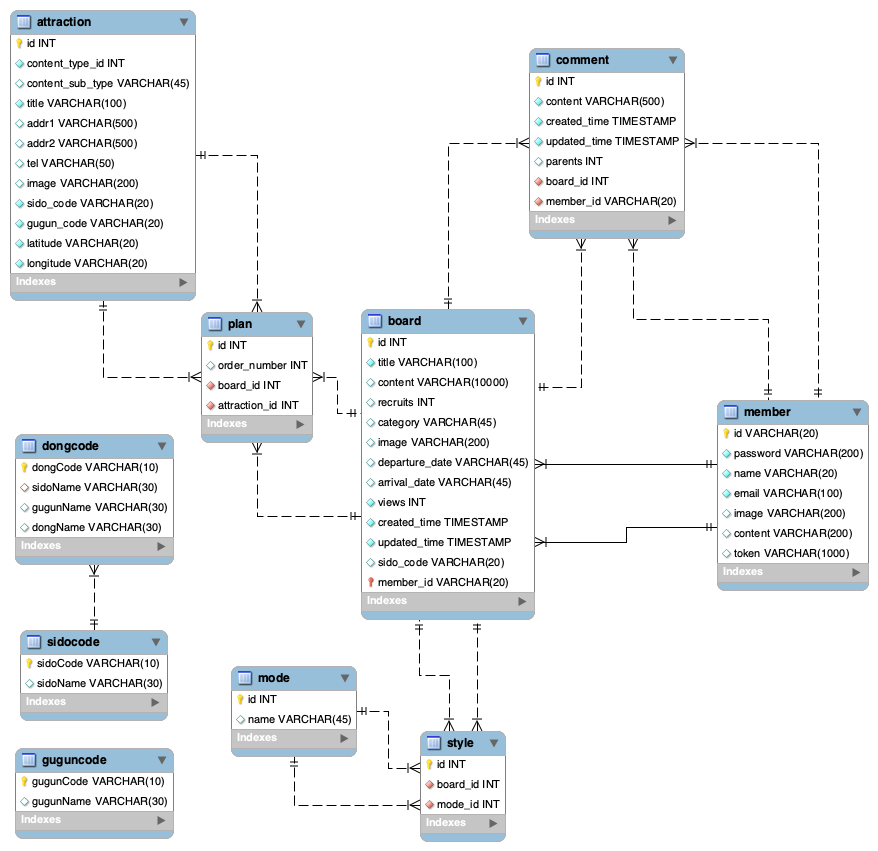 attraction
id INT
content_type_id INT
content_sub_type VARCHAR(45)
title VARCHAR(100)
addr1 VARCHAR(500)
addr2 VARCHAR(500)
tel VARCHAR(50)
image VARCHAR(200)
sido_code VARCHAR(20)
gugun_code VARCHAR(20)
latitude VARCHAR(20)
longitude VARCHAR(20)
Indexes
comment
id INT
content VARCHAR(500)
created_time TIMESTAMP
updated_time TIMESTAMP
parents INT
board_id INT
member_id VARCHAR(20)
Indexes
plan
id INT
order_number INT
board_id INT
attraction_id INT
Indexes
board
id INT
title VARCHAR(100)
content VARCHAR(10000)
recruits INT
category VARCHAR(45)
image VARCHAR(200)
departure_date VARCHAR(45)
arrival_date VARCHAR(45)
views INT
created_time TIMESTAMP
updated_time TIMESTAMP
sido_code VARCHAR(20)
member_id VARCHAR(20)
Indexes
member
id VARCHAR(20)
password VARCHAR(200)
name VARCHAR(20)
email VARCHAR(100)
image VARCHAR(200)
content VARCHAR(200)
token VARCHAR(1000)
Indexes
dongcode
dongCode VARCHAR(10)
sidoName VARCHAR(30)
gugunName VARCHAR(30)
dongName VARCHAR(30)
Indexes
sidocode
sidoCode VARCHAR(10)
sidoName VARCHAR(30)
Indexes
mode
id INT
name VARCHAR(45)
Indexes
style
id INT
board_id INT
mode_id INT
Indexes
guguncode
gugunCode VARCHAR(10)
gugunName VARCHAR(30)
Indexes